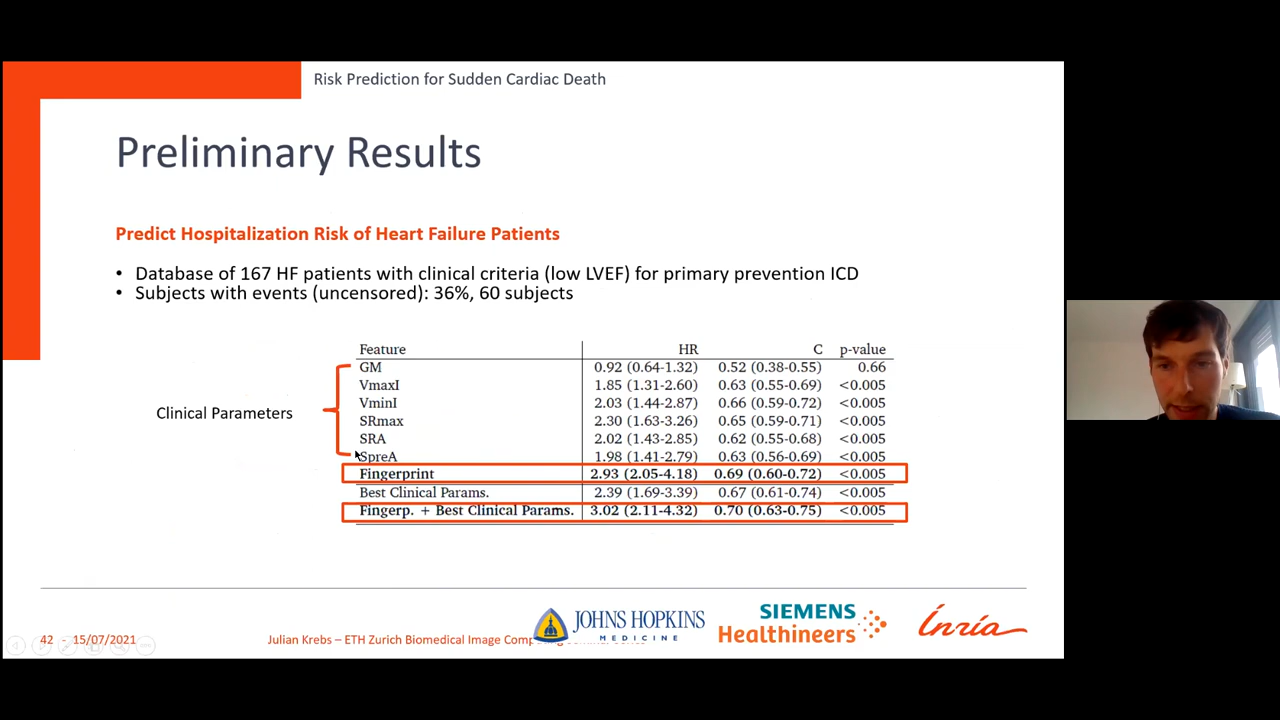 Risk Prediction for Sudden Cardiac Death
Preliminary Results
Predict Hospitalization Risk of Heart Failure Patients
• Database of 167 HF patients with clinical criteria (low LVEF) for primary prevention ICD
• Subjects with events (uncensored): 36%, 60 subjects
Clinical Parameters
Feature HR C p-value
GM 0.92 (0.64-1.32) 0.52 (0.38-0.55) 0.66
VmaxI 1.85 (1.31-2.60) 0.63 (0.55-0.69) <0.005
VminI 2.03 (1.44-2.87) 0.66 (0.59-0.72) <0.005
SRmax 2.30 (1.63-3.26) 0.65 (0.59-0.71) <0.005
SRA 2.02 (1.43-2.85) 0.62 (0.55-0.68) <0.005
SpreA 1.98 (1.41-2.79) 0.63 (0.56-0.69) <0.005
Fingerprint 2.93 (2.05-4.18) 0.69 (0.60-0.72) <0.005
Best Clinical Params. 2.39 (1.69-3.39) 0.67 (0.61-0.74) <0.005
Fingerp. + Best Clinical Params. 3.02 (2.11-4.32) 0.70 (0.63-0.75) <0.005
42 - 15/07/2021
Julian Krebs – ETH Zurich Biomedical Image
JOHNS HOPKINS
MEDICINE
SIEMENS
Healthineers
Inria